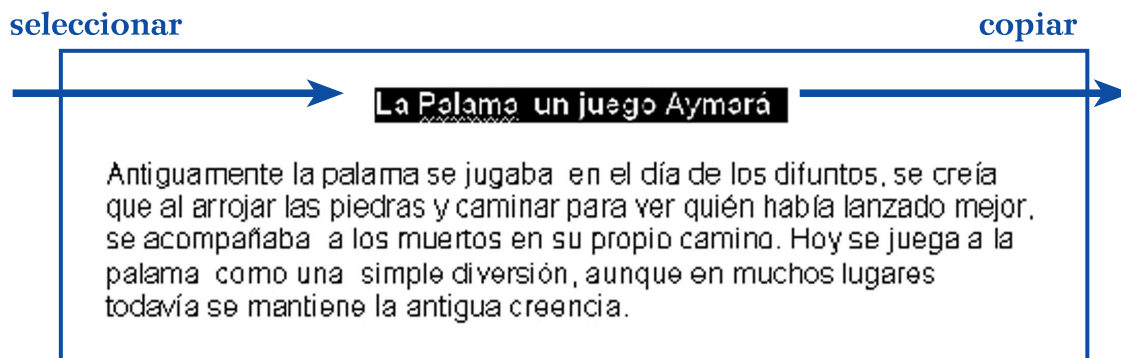 seleccionar
copiar
La Palama un juego Aymará
Antiguamente la palama se jugaba en el día de los difuntos, se creía
que al arrojar las piedras y caminar para ver quién había lanzado mejor,
se acompañaba a los muertos en su propio camino. Hoy se juega a la
palama como una simple diversión, aunque en muchos lugares
todavía se mantiene la antigua creencia.